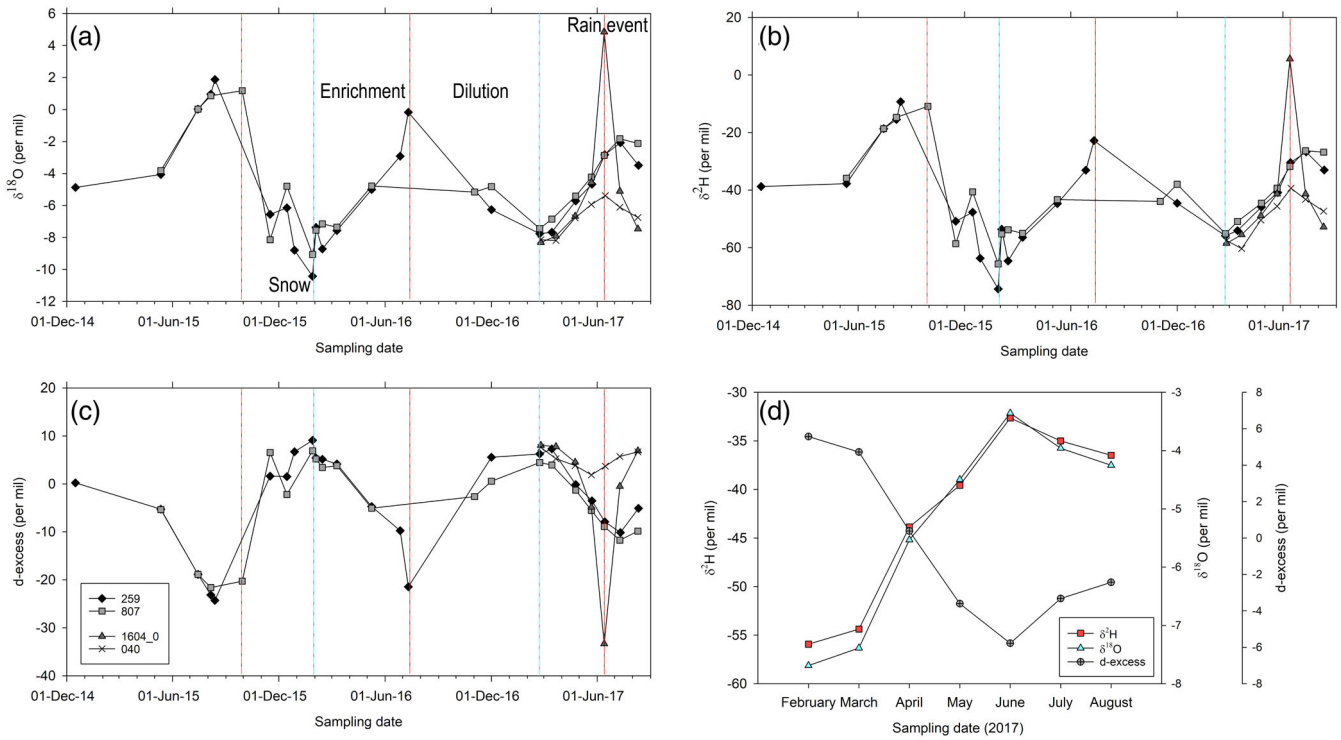 (a)
Rain event
6
4
2
0
-2
-4
-6
-8
-10
-12
δ18O (per mil)
Enrichment
Dilution
Snow
01-Dec-14
01-Jun-15
01-Dec-15
01-Jun-16
01-Dec-16
01-Jun-17
Sampling date
(b)
20
0
-20
-40
-60
-80
δ2H (per mil)
01-Dec-14
01-Jun-15
01-Dec-15
01-Jun-16
01-Dec-16
01-Jun-17
Sampling date
(c)
20
10
0
-10
-20
-30
-40
d-excess (per mil)
259
807
1604_0
040
01-Dec-14
01-Jun-15
01-Dec-15
01-Jun-16
01-Dec-16
01-Jun-17
Sampling date
(d)
-30
-35
-40
-45
-50
-55
-60
δ2H (per mil)
-3
-4
-5
-6
-7
-8
δ18O (per mil)
8
6
4
2
0
-2
-4
-6
-8
d-excess (per mil)
δ2H
δ18O
d-excess
February March April May June July August
Sampling date (2017)